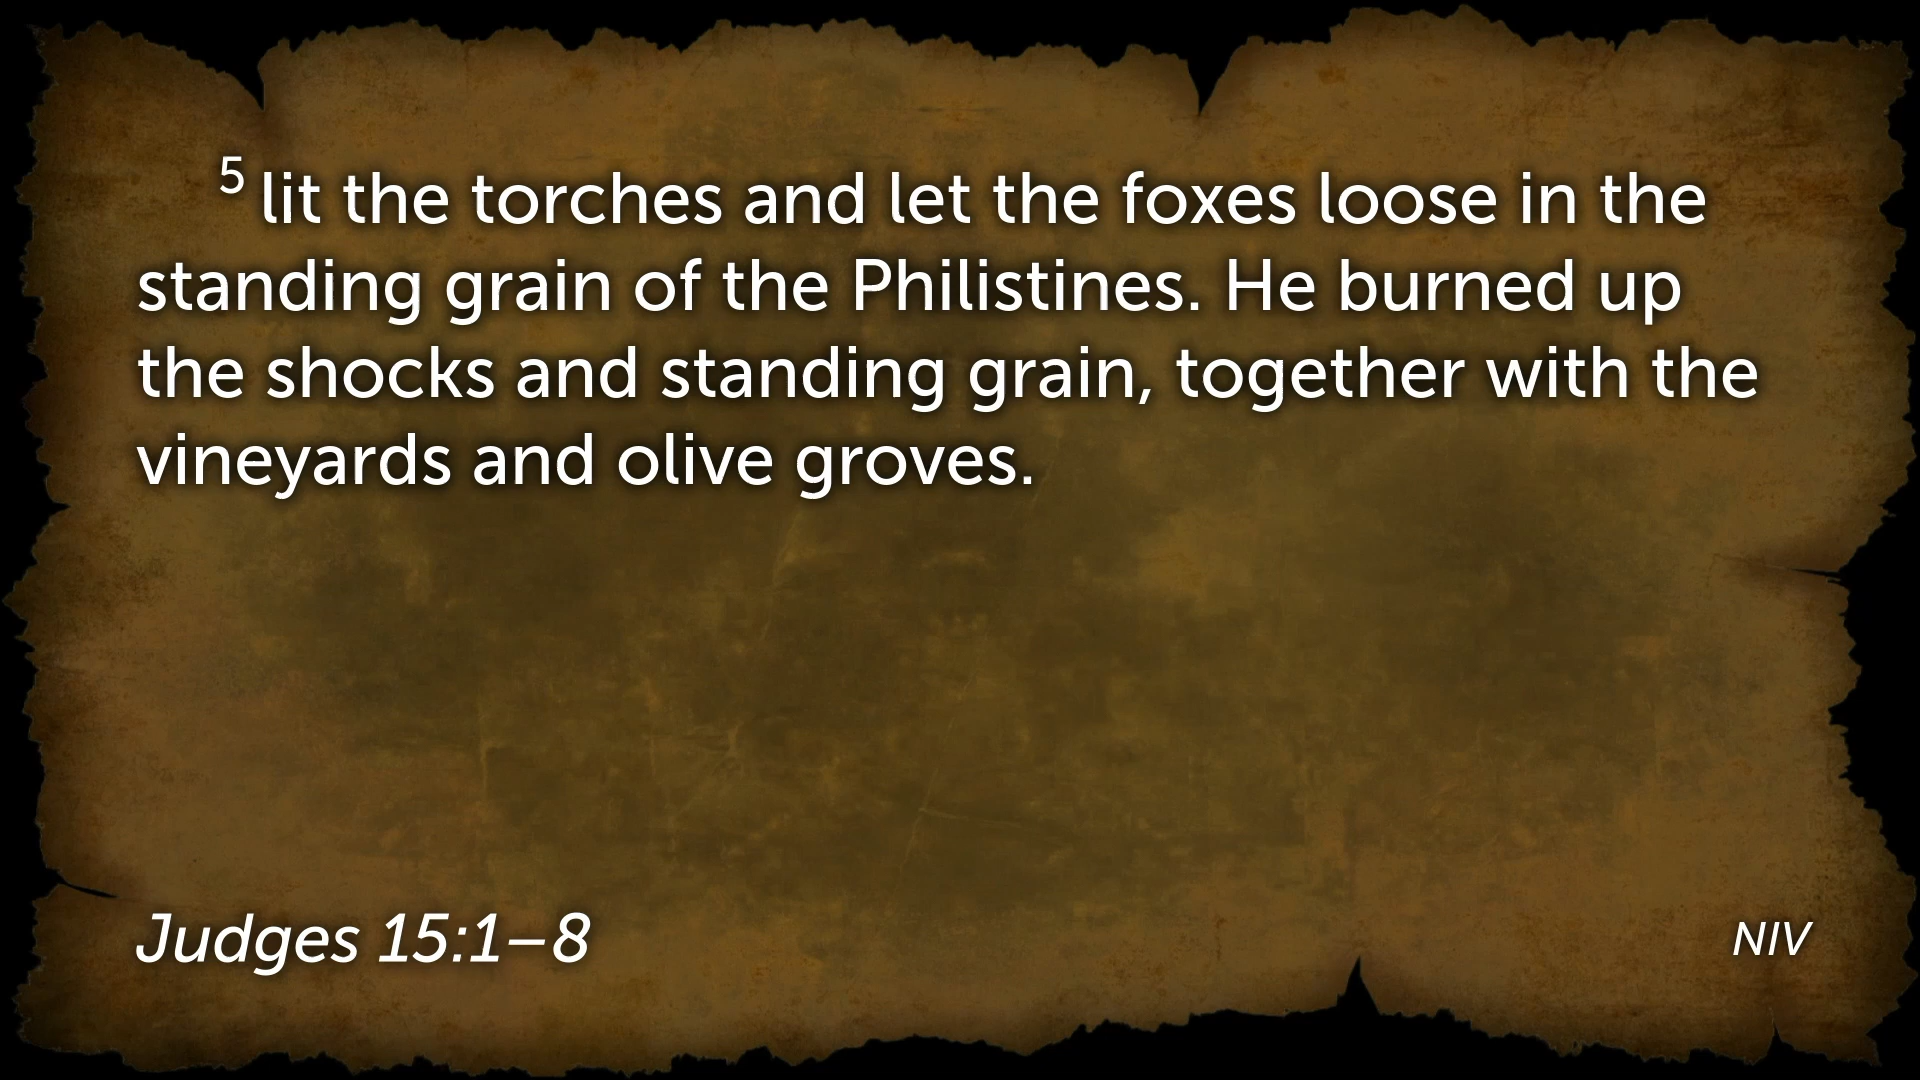 5 lit the torches and let the foxes loose in the
standing grain of the Philistines. He burned up
the shocks and standing grain, together with the
vineyards and olive groves.
Judges 15:1–8
NIV